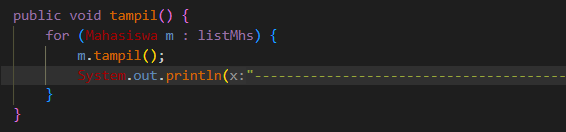 public void tampil() {
for (Mahasiswa m : listMhs) {
m.tampil();
System.out.println(x:"---------------------------------------
}
}